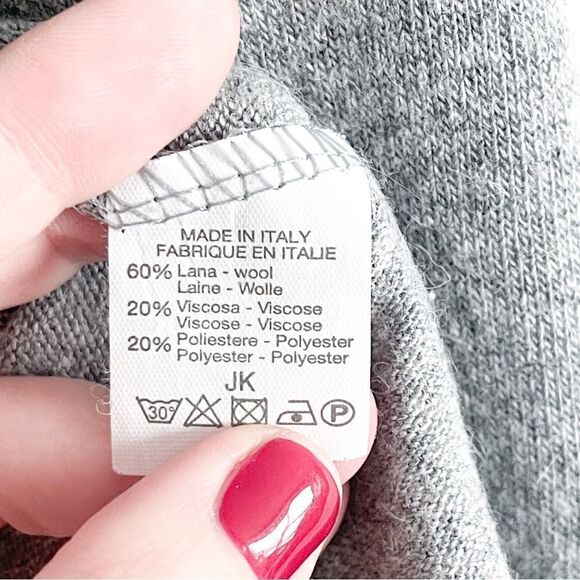 MADE IN ITALY
FABRIQUE EN ITALIE
60% Lana - wool
Laine - Wolle
20% Viscosa - Viscose
Viscose - Viscose
20% Poliestere - Polyester
Polyester - Polyester
JK
30° P